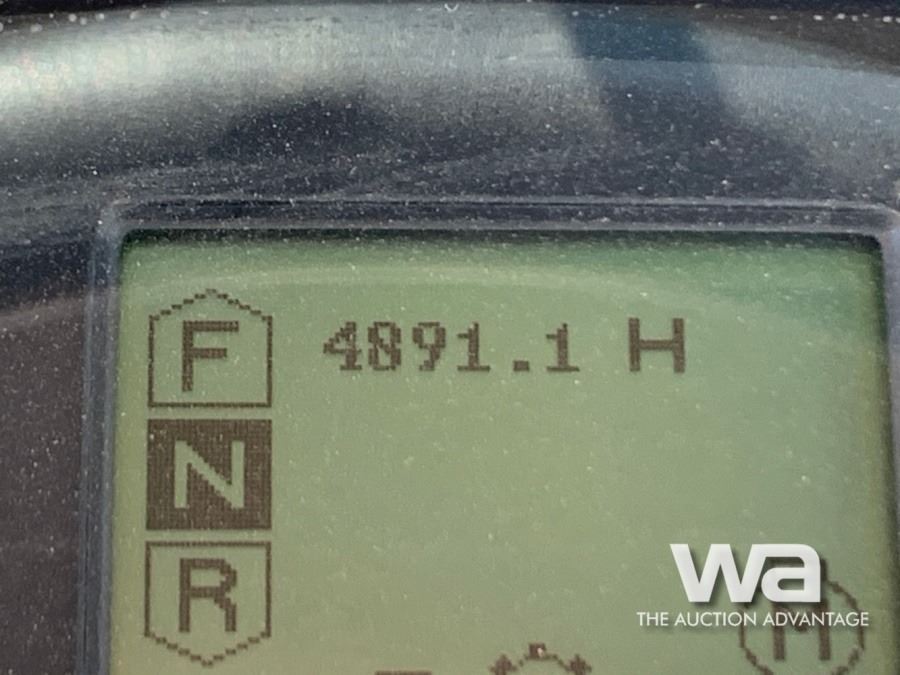 F 4891.1 H
N
R
wa
THE AUCTION ADVANTAGE